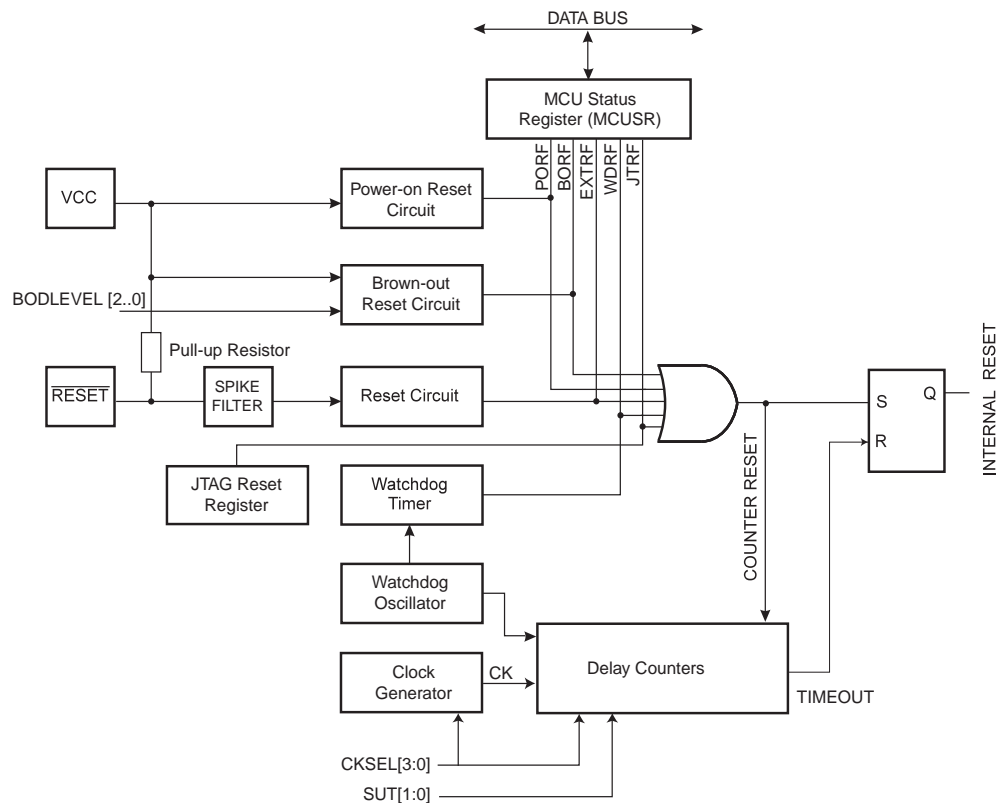 DATA BUS
MCU Status
Register (MCUSR)
PORF
BORF
EXTRF
WDRF
JTRF
VCC
Power-on Reset
Circuit
Brown-out
Reset Circuit
BODLEVEL [2..0]
Pull-up Resistor
RESET
SPIKE
FILTER
Reset Circuit
JTAG Reset
Register
Watchdog
Timer
Watchdog
Oscillator
Clock
Generator
CK
Delay Counters
CKSEL[3:0]
SUT[1:0]
COUNTER RESET
TIMEOUT
S
Q
R
INTERNAL RESET